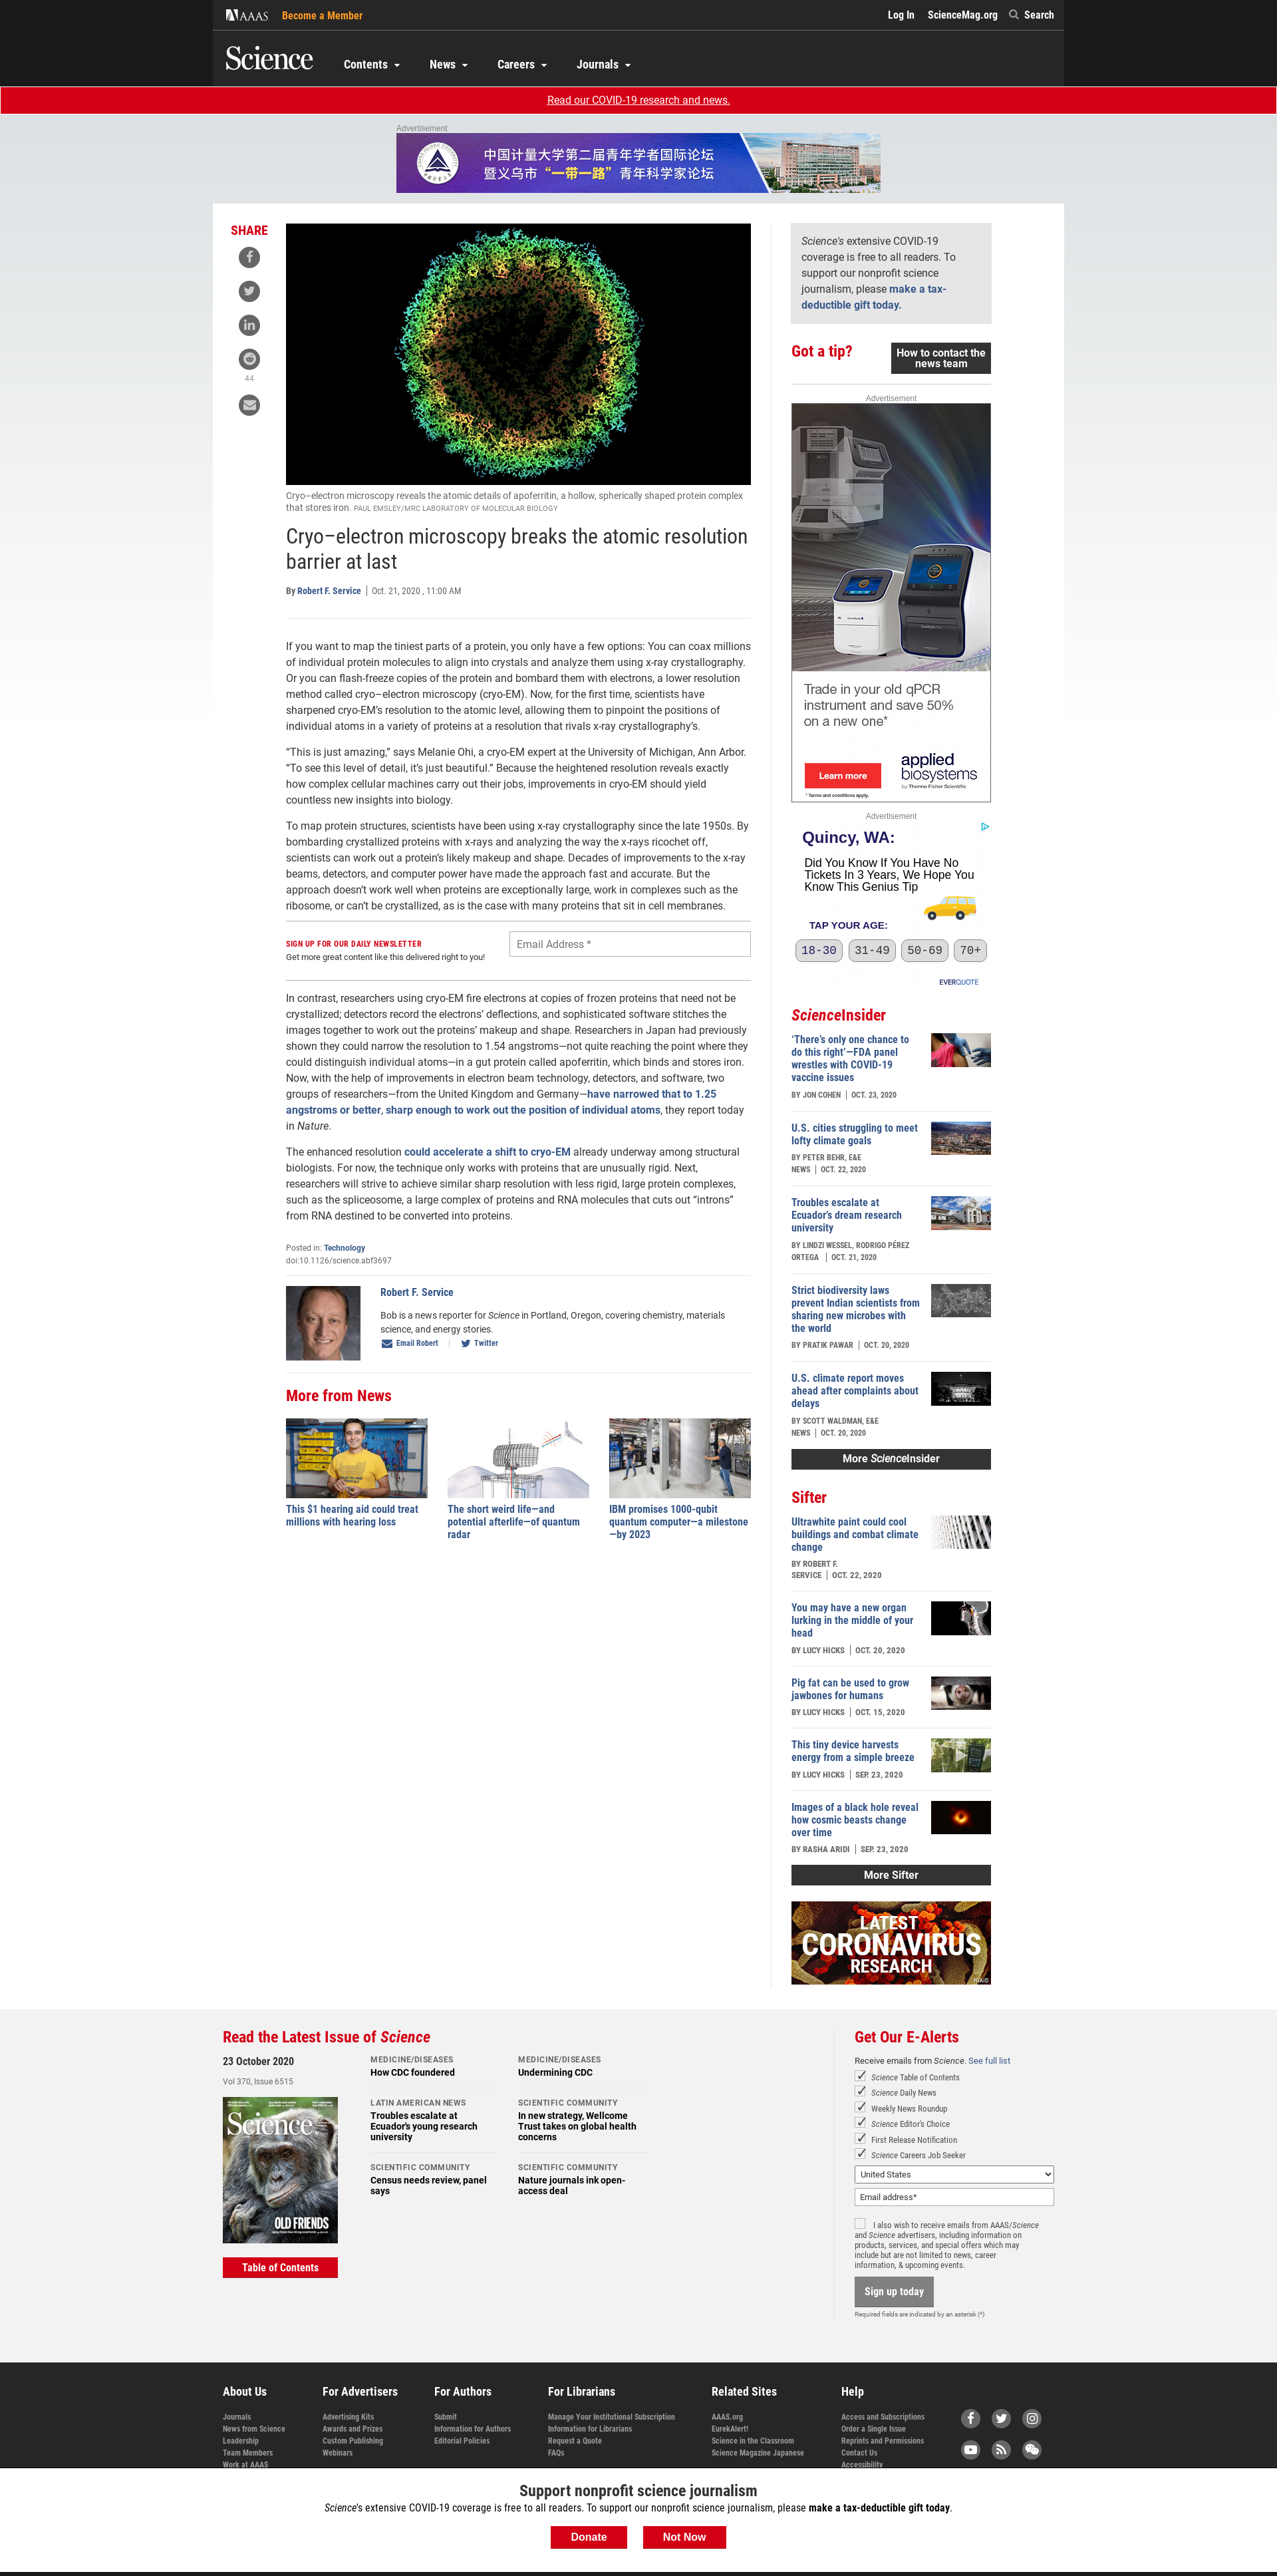 AAAS
Become a Member
Log In
ScienceMag.org
Search
Science
Contents
News
Careers
Journals
Read our COVID-19 research and news.
Advertisement
中国计量大学第二届青年学者国际论坛
暨义乌市“一带一路”青年科学家论坛
SHARE
44
Cryo–electron microscopy reveals the atomic details of apoferritin, a hollow, spherically shaped protein complex
that stores iron. PAUL EMSLEY/MRC LABORATORY OF MOLECULAR BIOLOGY
Cryo–electron microscopy breaks the atomic resolution
barrier at last
By Robert F. Service | Oct. 21, 2020 , 11:00 AM
If you want to map the tiniest parts of a protein, you only have a few options: You can coax millions
of individual protein molecules to align into crystals and analyze them using x-ray crystallography.
Or you can flash-freeze copies of the protein and bombard them with electrons, a lower resolution
method called cryo–electron microscopy (cryo-EM). Now, for the first time, scientists have
sharpened cryo-EM’s resolution to the atomic level, allowing them to pinpoint the positions of
individual atoms in a variety of proteins at a resolution that rivals x-ray crystallography’s.
“This is just amazing,” says Melanie Ohi, a cryo-EM expert at the University of Michigan, Ann Arbor.
“To see this level of detail, it’s just beautiful.” Because the heightened resolution reveals exactly
how complex cellular machines carry out their jobs, improvements in cryo-EM should yield
countless new insights into biology.
To map protein structures, scientists have been using x-ray crystallography since the late 1950s. By
bombarding crystallized proteins with x-rays and analyzing the way the x-rays ricochet off,
scientists can work out a protein’s likely makeup and shape. Decades of improvements to the x-ray
beams, detectors, and computer power have made the approach fast and accurate. But the
approach doesn’t work well when proteins are exceptionally large, work in complexes such as the
ribosome, or can’t be crystallized, as is the case with many proteins that sit in cell membranes.
SIGN UP FOR OUR DAILY NEWSLETTER
Get more great content like this delivered right to you!
Email Address *
In contrast, researchers using cryo-EM fire electrons at copies of frozen proteins that need not be
crystallized; detectors record the electrons’ deflections, and sophisticated software stitches the
images together to work out the proteins’ makeup and shape. Researchers in Japan had previously
shown they could narrow the resolution to 1.54 angstroms—not quite reaching the point where they
could distinguish individual atoms—in a gut protein called apoferritin, which binds and stores iron.
Now, with the help of improvements in electron beam technology, detectors, and software, two
groups of researchers—from the United Kingdom and Germany—have narrowed that to 1.25
angstroms or better, sharp enough to work out the position of individual atoms, they report today
in Nature.
The enhanced resolution could accelerate a shift to cryo-EM already underway among structural
biologists. For now, the technique only works with proteins that are unusually rigid. Next,
researchers will strive to achieve similar sharp resolution with less rigid, large protein complexes,
such as the spliceosome, a large complex of proteins and RNA molecules that cuts out “introns”
from RNA destined to be converted into proteins.
Posted in: Technology
doi:10.1126/science.abf3697
Robert F. Service
Bob is a news reporter for Science in Portland, Oregon, covering chemistry, materials
science, and energy stories.
Email Robert
Twitter
More from News
This $1 hearing aid could treat
millions with hearing loss
The short weird life—and
potential afterlife—of quantum
radar
IBM promises 1000-qubit
quantum computer—a milestone
—by 2023
Science’s extensive COVID-19
coverage is free to all readers. To
support our nonprofit science
journalism, please make a tax-
deductible gift today.
Got a tip?
How to contact the
news team
Advertisement
Trade in your old qPCR
instrument and save 50%
on a new one*
Learn more
applied
biosystems
by Thermo Fisher Scientific
* Terms and conditions apply.
Advertisement
Quincy, WA:
Did You Know If You Have No
Tickets In 3 Years, We Hope You
Know This Genius Tip
TAP YOUR AGE:
18-30
31-49
50-69
70+
EVERQUOTE
ScienceInsider
‘There’s only one chance to
do this right’—FDA panel
wrestles with COVID-19
vaccine issues
BY JON COHEN | OCT. 23, 2020
U.S. cities struggling to meet
lofty climate goals
BY PETER BEHR, E&E
NEWS | OCT. 22, 2020
Troubles escalate at
Ecuador’s dream research
university
BY LINDZI WESSEL, RODRIGO PÉREZ
ORTEGA | OCT. 21, 2020
Strict biodiversity laws
prevent Indian scientists from
sharing new microbes with
the world
BY PRATIK PAWAR | OCT. 20, 2020
U.S. climate report moves
ahead after complaints about
delays
BY SCOTT WALDMAN, E&E
NEWS | OCT. 20, 2020
More ScienceInsider
Sifter
Ultrawhite paint could cool
buildings and combat climate
change
BY ROBERT F.
SERVICE | OCT. 22, 2020
You may have a new organ
lurking in the middle of your
head
BY LUCY HICKS | OCT. 20, 2020
Pig fat can be used to grow
jawbones for humans
BY LUCY HICKS | OCT. 15, 2020
This tiny device harvests
energy from a simple breeze
BY LUCY HICKS | SEP. 23, 2020
Images of a black hole reveal
how cosmic beasts change
over time
BY RASHA ARIDI | SEP. 23, 2020
More Sifter
LATEST
CORONAVIRUS
RESEARCH
NIAID
Read the Latest Issue of Science
23 October 2020
Vol 370, Issue 6515
Science
OLD FRIENDS
Table of Contents
MEDICINE/DISEASES
How CDC foundered
LATIN AMERICAN NEWS
Troubles escalate at
Ecuador's young research
university
SCIENTIFIC COMMUNITY
Census needs review, panel
says
MEDICINE/DISEASES
Undermining CDC
SCIENTIFIC COMMUNITY
In new strategy, Wellcome
Trust takes on global health
concerns
SCIENTIFIC COMMUNITY
Nature journals ink open-
access deal
Get Our E-Alerts
Receive emails from Science. See full list
Science Table of Contents
Science Daily News
Weekly News Roundup
Science Editor's Choice
First Release Notification
Science Careers Job Seeker
United States
Email address*
I also wish to receive emails from AAAS/Science
and Science advertisers, including information on
products, services, and special offers which may
include but are not limited to news, career
information, & upcoming events.
Sign up today
Required fields are indicated by an asterisk (*)
About Us
Journals
News from Science
Leadership
Team Members
Work at AAAS
For Advertisers
Advertising Kits
Awards and Prizes
Custom Publishing
Webinars
For Authors
Submit
Information for Authors
Editorial Policies
For Librarians
Manage Your Institutional Subscription
Information for Librarians
Request a Quote
FAQs
Related Sites
AAAS.org
EurekAlert!
Science in the Classroom
Science Magazine Japanese
Help
Access and Subscriptions
Order a Single Issue
Reprints and Permissions
Contact Us
Accessibility
Support nonprofit science journalism
Science's extensive COVID-19 coverage is free to all readers. To support our nonprofit science journalism, please make a tax-deductible gift today.
Donate
Not Now